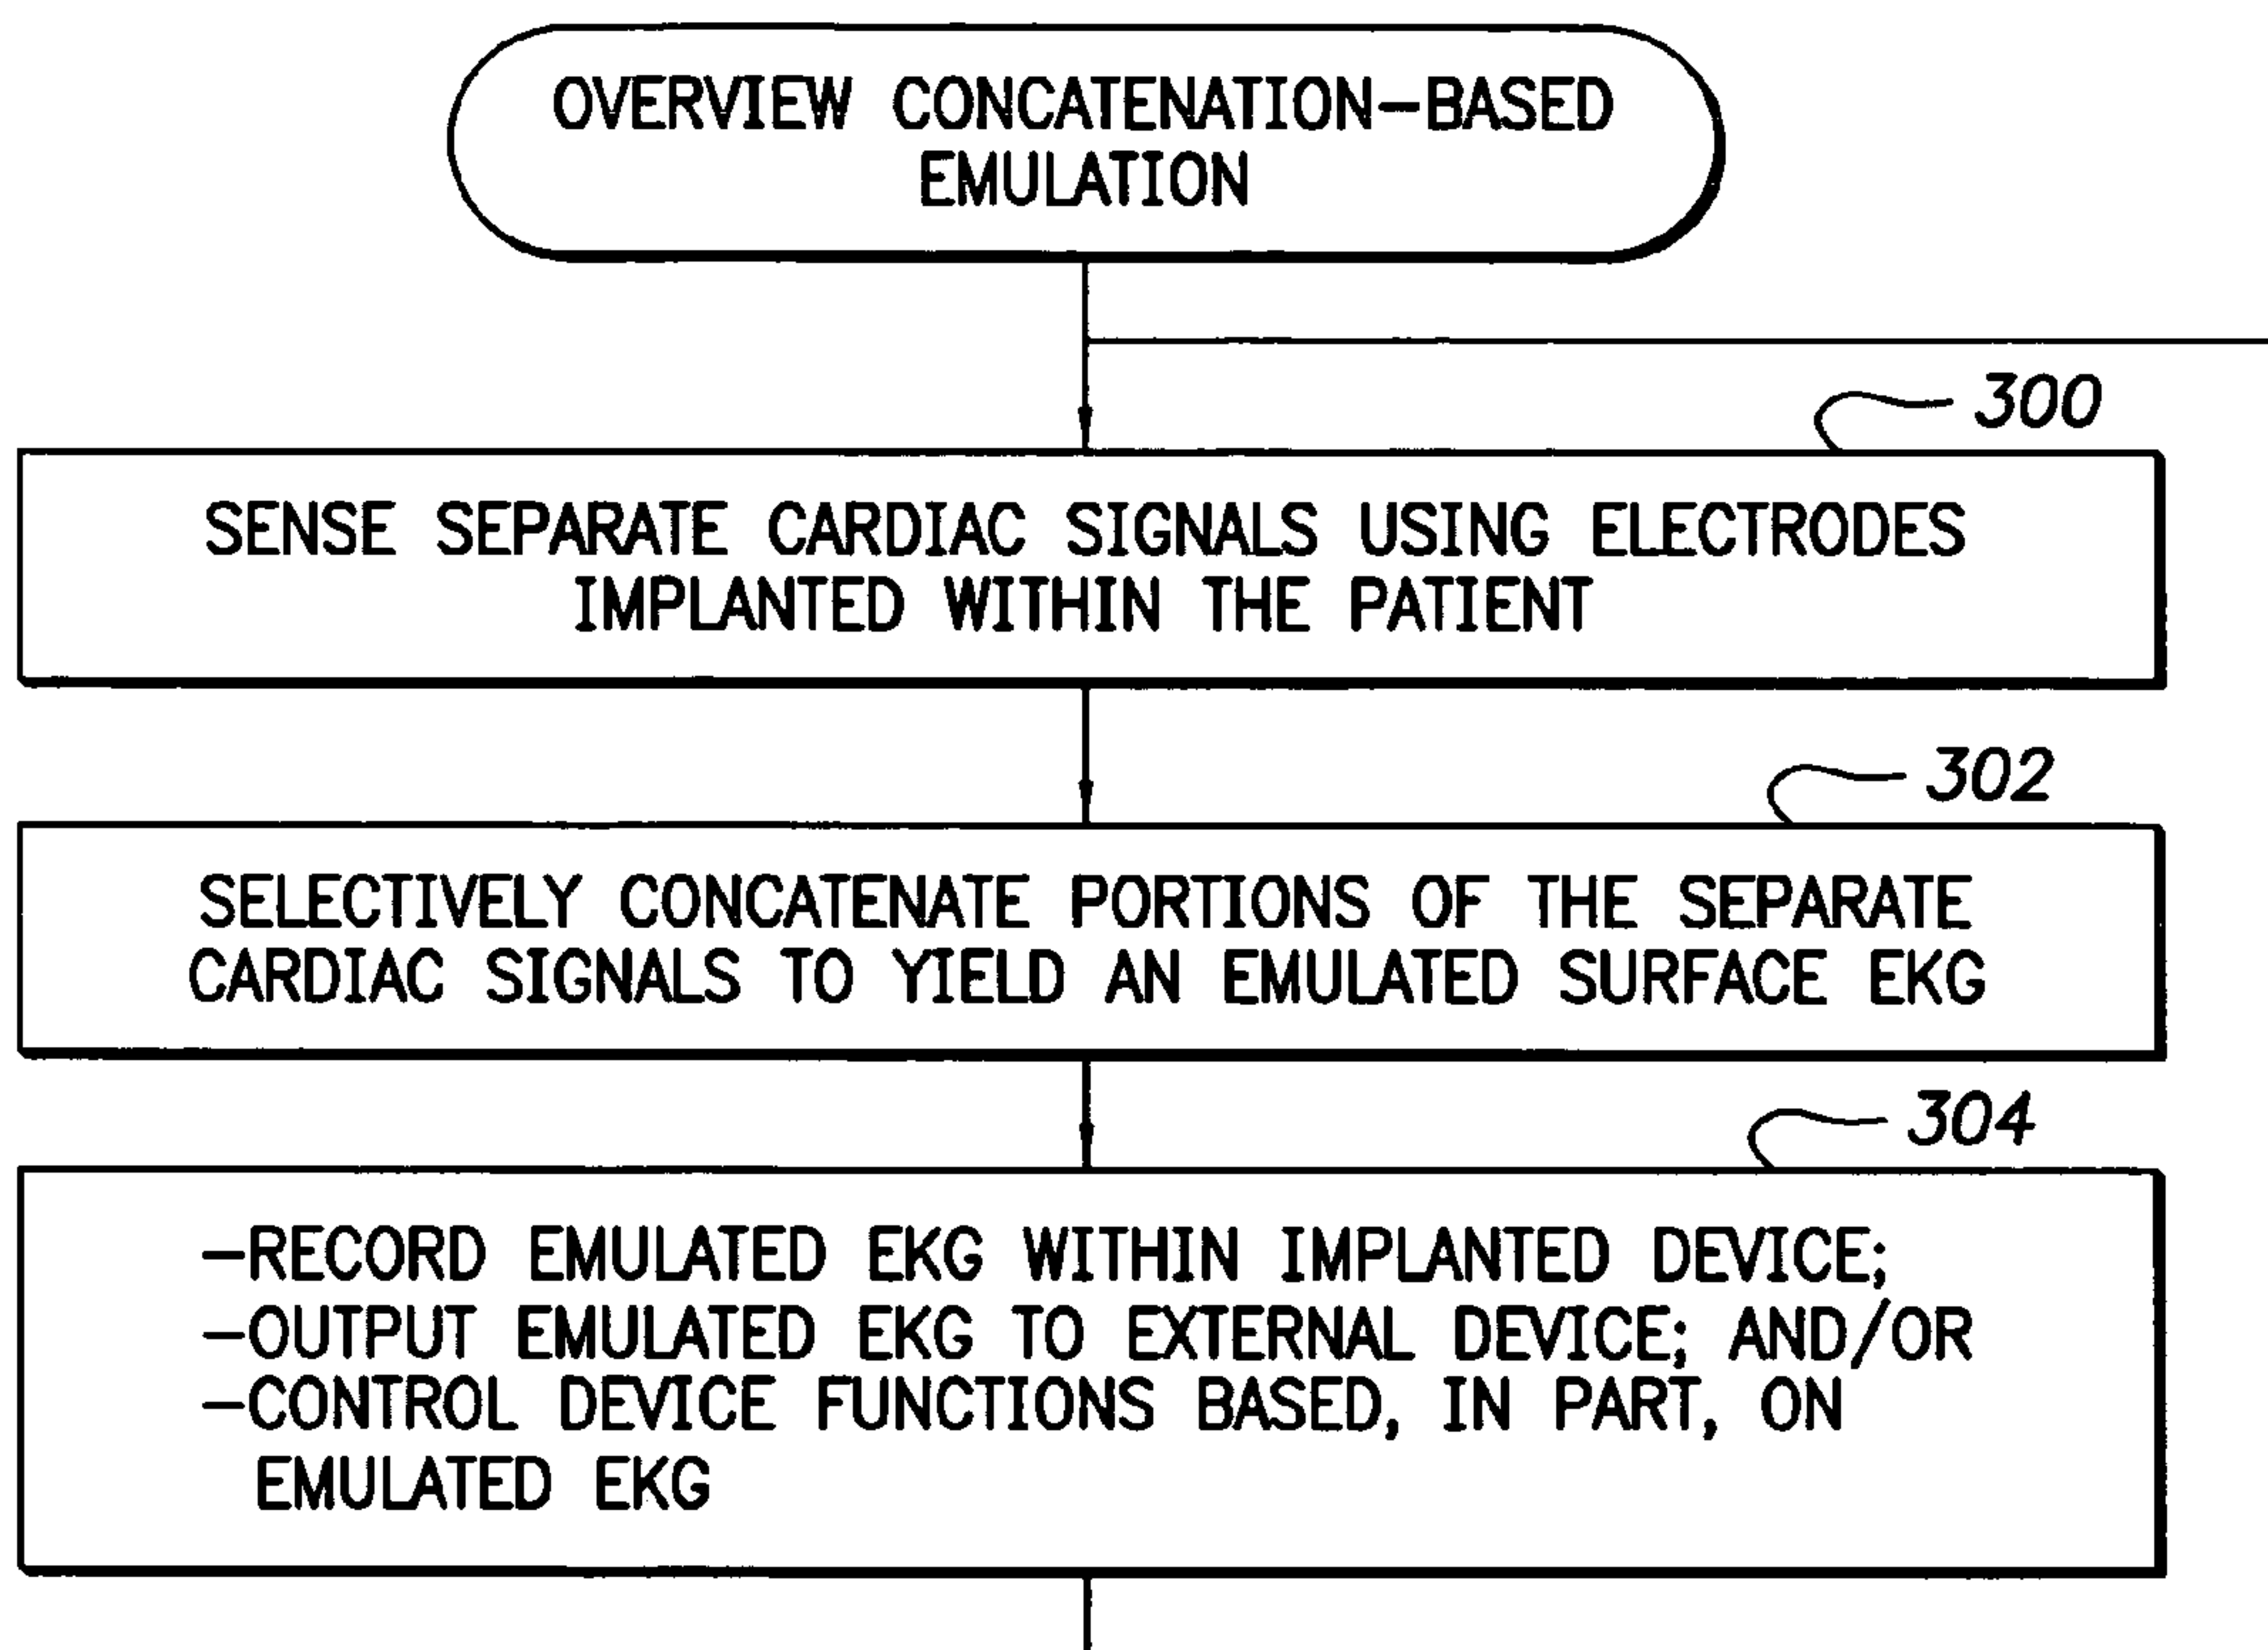 OVERVIEW CONCATENATION-BASED
EMULATION
300
SENSE SEPARATE CARDIAC SIGNALS USING ELECTRODES
IMPLANTED WITHIN THE PATIENT
302
SELECTIVELY CONCATENATE PORTIONS OF THE SEPARATE
CARDIAC SIGNALS TO YIELD AN EMULATED SURFACE EKG
304
-RECORD EMULATED EKG WITHIN IMPLANTED DEVICE;
-OUTPUT EMULATED EKG TO EXTERNAL DEVICE; AND/OR
-CONTROL DEVICE FUNCTIONS BASED, IN PART, ON
EMULATED EKG